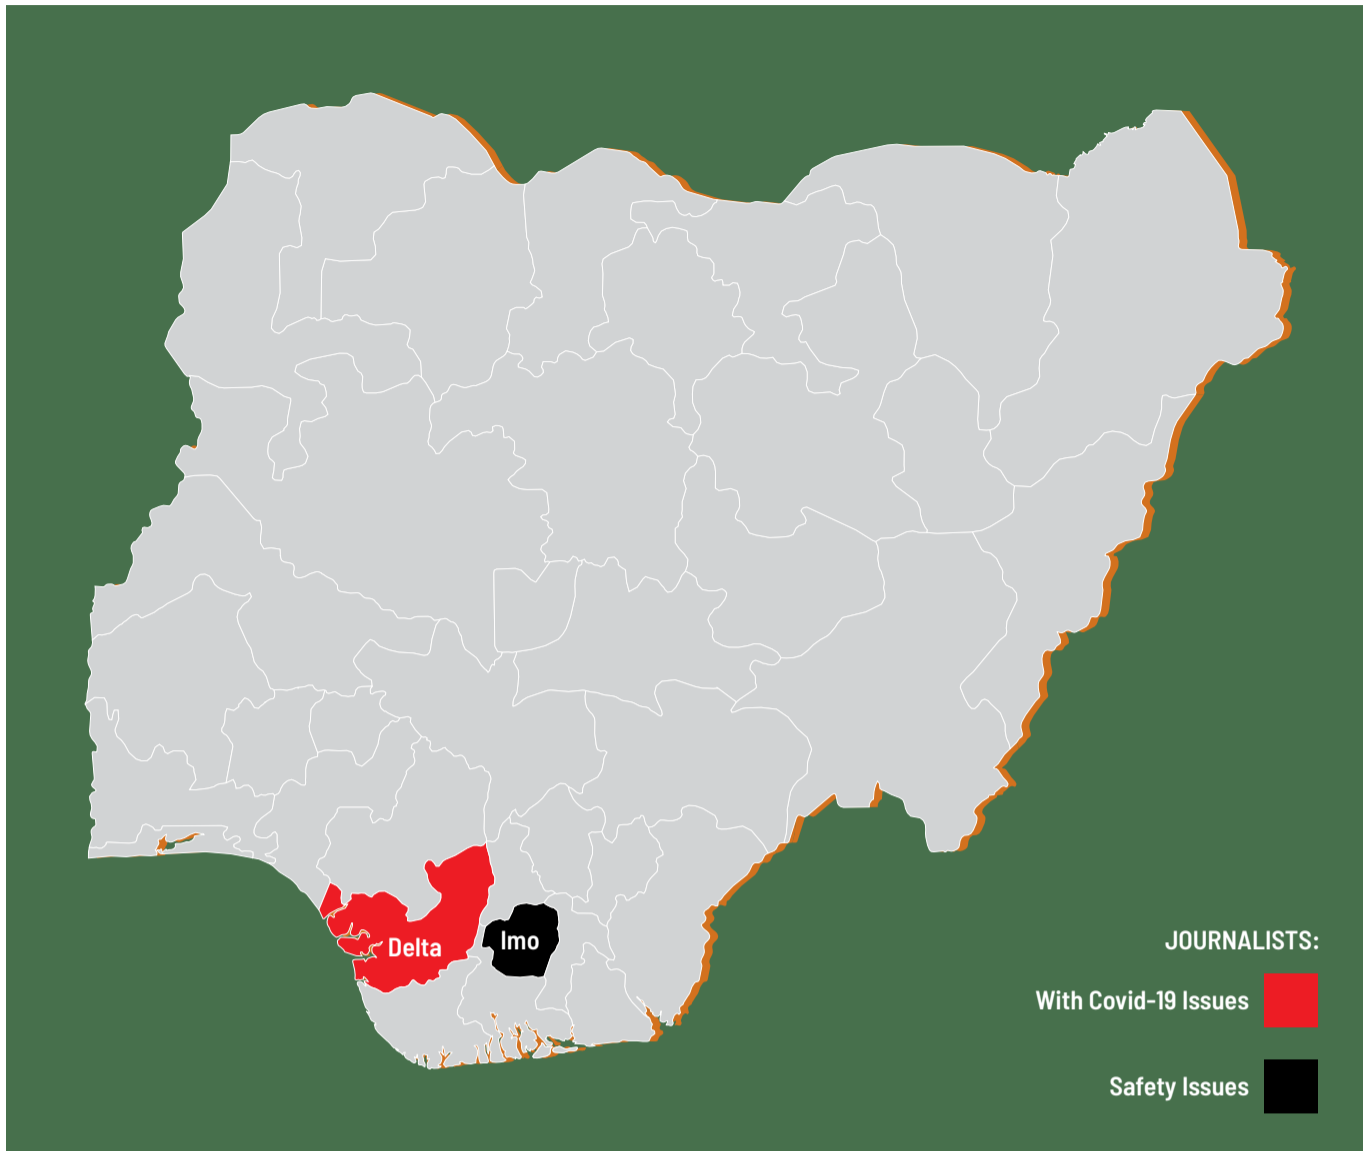 Delta
Imo
JOURNALISTS:
With Covid-19 Issues
Safety Issues